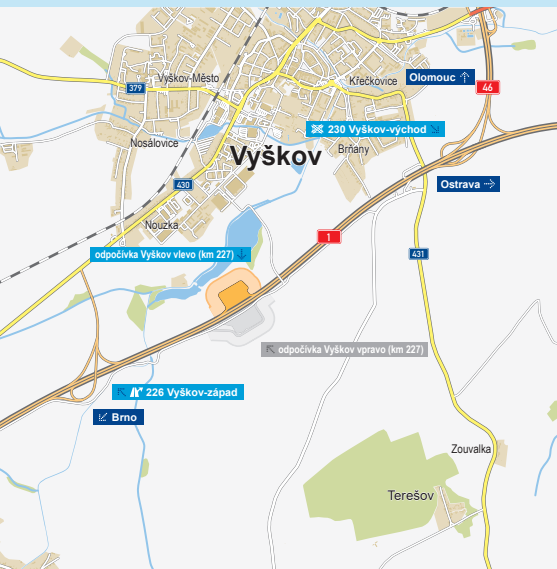 Vyškov-Město
Křečkovice
Olomouc
379
46
230 Vyškov-východ
Nosálovice
Brňany
Vyškov
430
Ostrava
Nouzka
1
odpočívka Vyškov vlevo (km 227)
431
odpočívka Vyškov vpravo (km 227)
226 Vyškov-západ
Brno
Zouvalka
Terešov